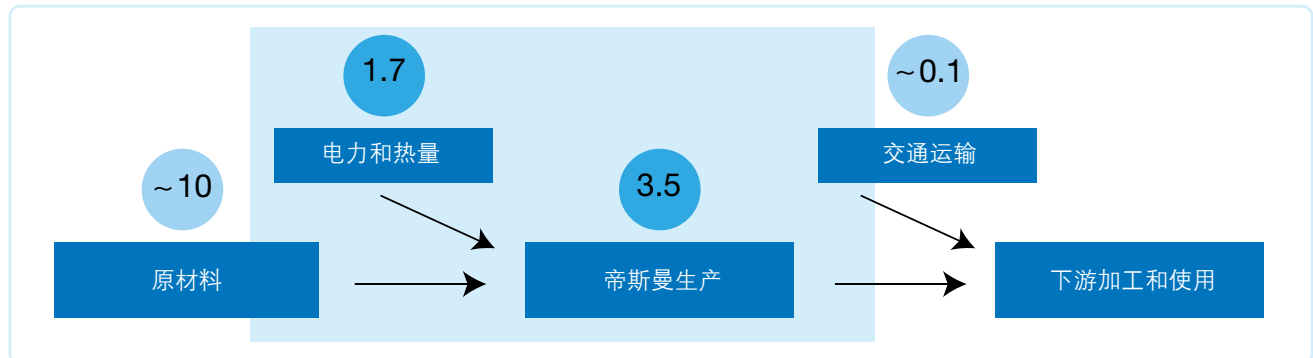 1.7
~0.1
电力和热量
交通运输
~10
3.5
原材料
帝斯曼生产
下游加工和使用